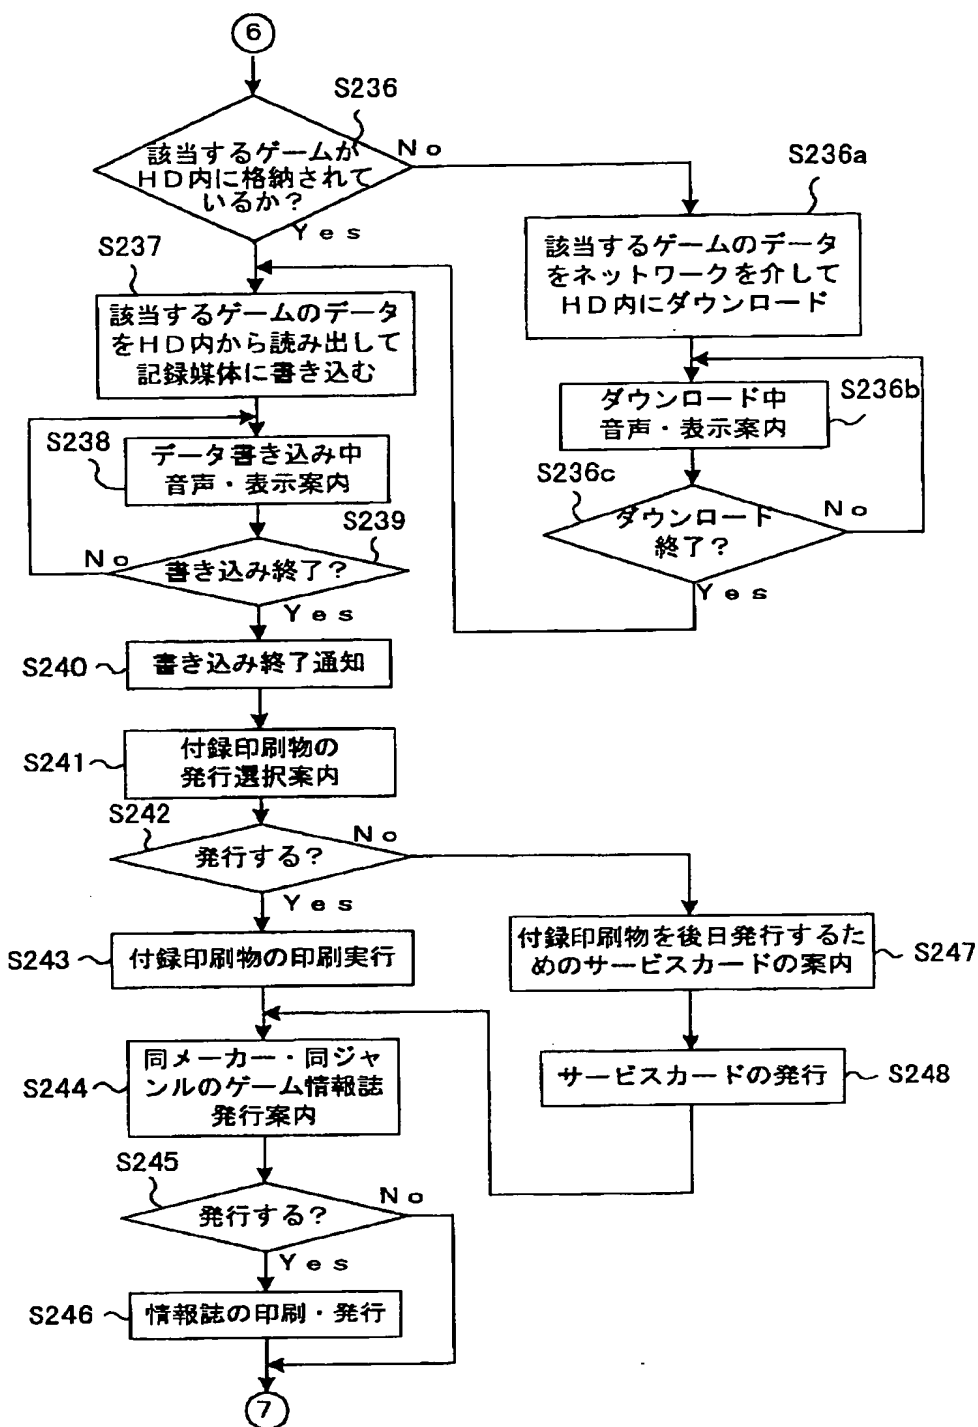 6
S236
該当するゲームが
HD内に格納されて
いるか?
No
Yes
S236a
該当するゲームのデータ
をネットワークを介して
HD内にダウンロード
S237
該当するゲームのデータ
をHD内から読み出して
記録媒体に書き込む
ダウンロード中
音声・表示案内
S236b
S238
データ書き込み中
音声・表示案内
S236c
ダウンロード
終了?
No
Yes
S239
書き込み終了?
No
Yes
S240
書き込み終了通知
S241
付録印刷物の
発行選択案内
S242
発行する?
No
Yes
S243
付録印刷物の印刷実行
付録印刷物を後日発行するた
めのサービスカードの案内
S247
S244
同メーカー・同ジャ
ンルのゲーム情報誌
発行案内
サービスカードの発行
S248
S245
発行する?
No
Yes
S246
情報誌の印刷・発行
7